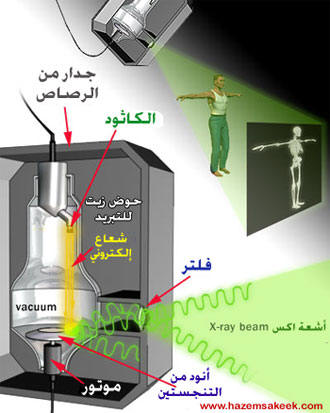 جدار من
الرصاص
الكاثود
حوض زيت
للتبريد
شعاع
إلكتروني
فلتر
vacuum
أشعة اكس X-ray beam
أنود من
التنجستين
موتور
www.hazemsakeek.com